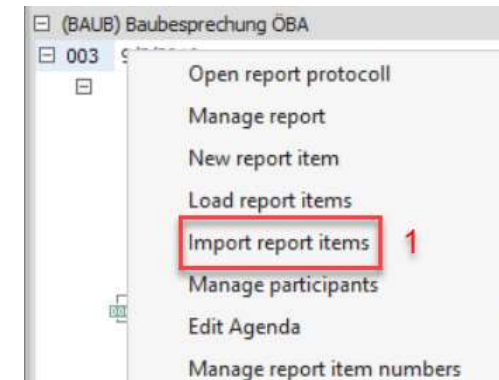 (BAUB) Baubesprechung ÖBA
003
Open report protocoll
Manage report
New report item
Load report items
Import report items 1
Manage participants
Edit Agenda
Manage report item numbers